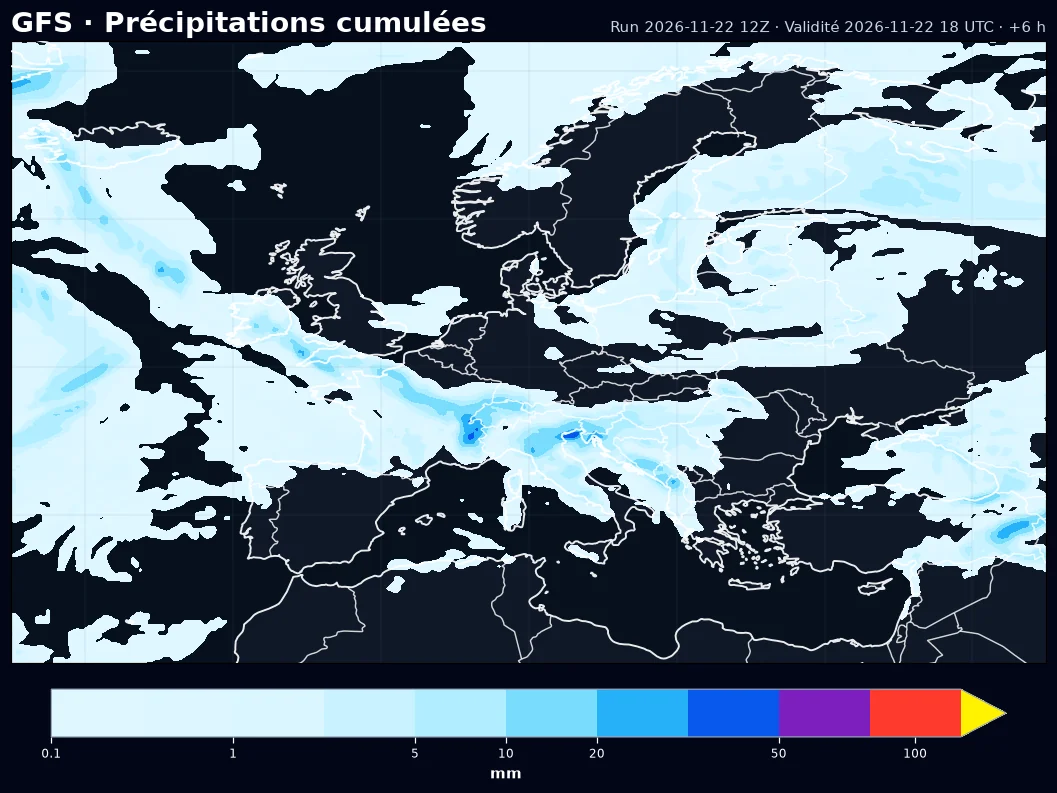 GFS · Précipitations cumulées
Run 2026-11-22 12Z · Validité 2026-11-22 18 UTC · +6 h
0.1 1 5 10 20 50 100
mm